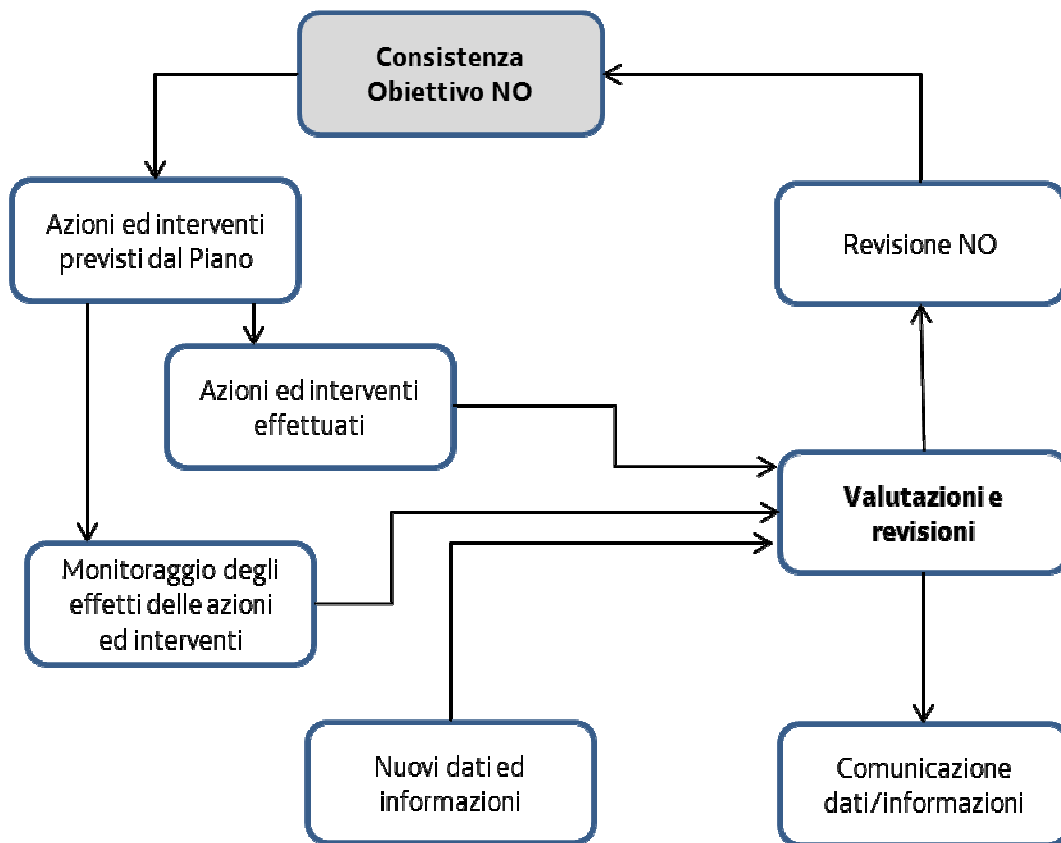 Consistenza
Obiettivo NO
Azioni ed interventi
previsti dal Piano
Revisione NO
Azioni ed interventi
effettuati
Valutazioni e
revisioni
Monitoraggio degli
effetti delle azioni
ed interventi
Nuovi dati ed
informazioni
Comunicazione
dati/informazioni